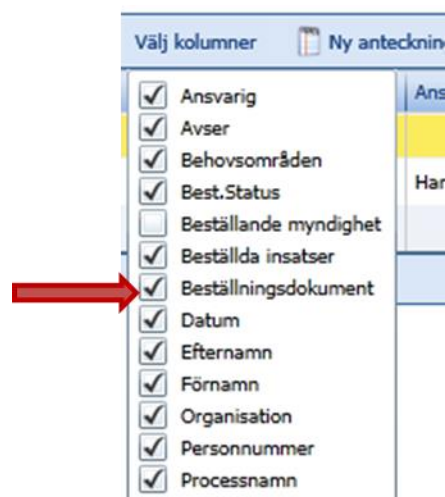 Välj kolumner Ny anteckning
Ansvarig Ans
Avser
Behovsområden Har
Best.Status
Beställande myndighet
Beställda insatser
Beställningsdokument
Datum
Efternamn
Förnamn
Organisation
Personnummer
Processnamn